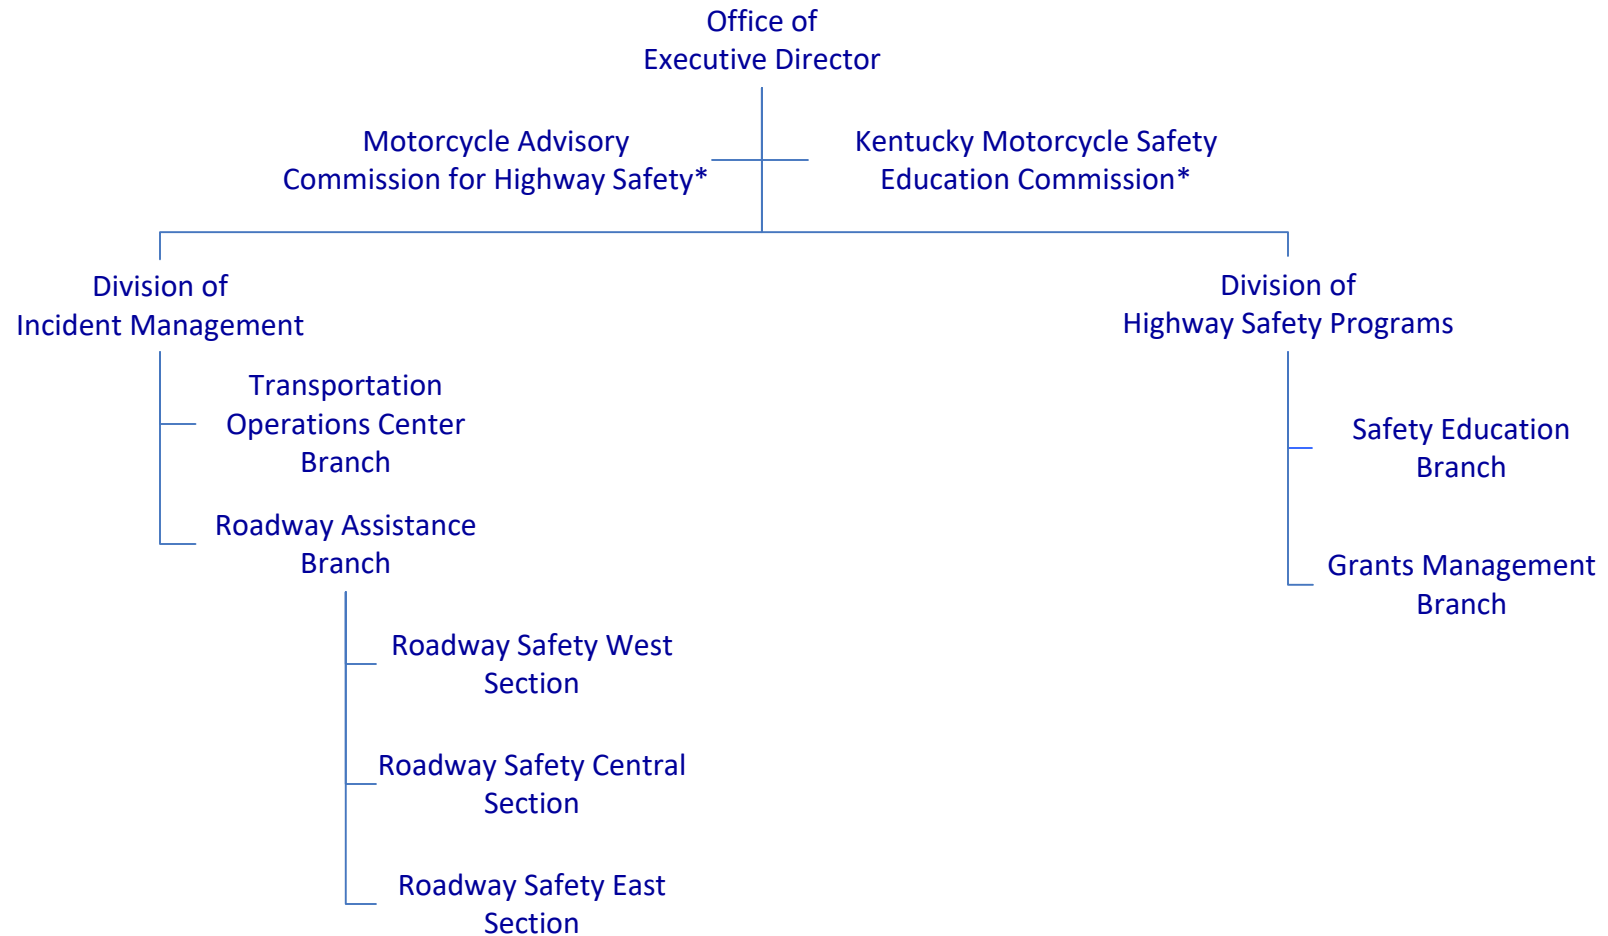 Office of
Executive Director
Motorcycle Advisory
Commission for Highway Safety*
Kentucky Motorcycle Safety
Education Commission*
Division of
Incident Management
Division of
Highway Safety Programs
Transportation
Operations Center
Branch
Safety Education
Branch
Roadway Assistance
Branch
Grants Management
Branch
Roadway Safety West
Section
Roadway Safety Central
Section
Roadway Safety East
Section